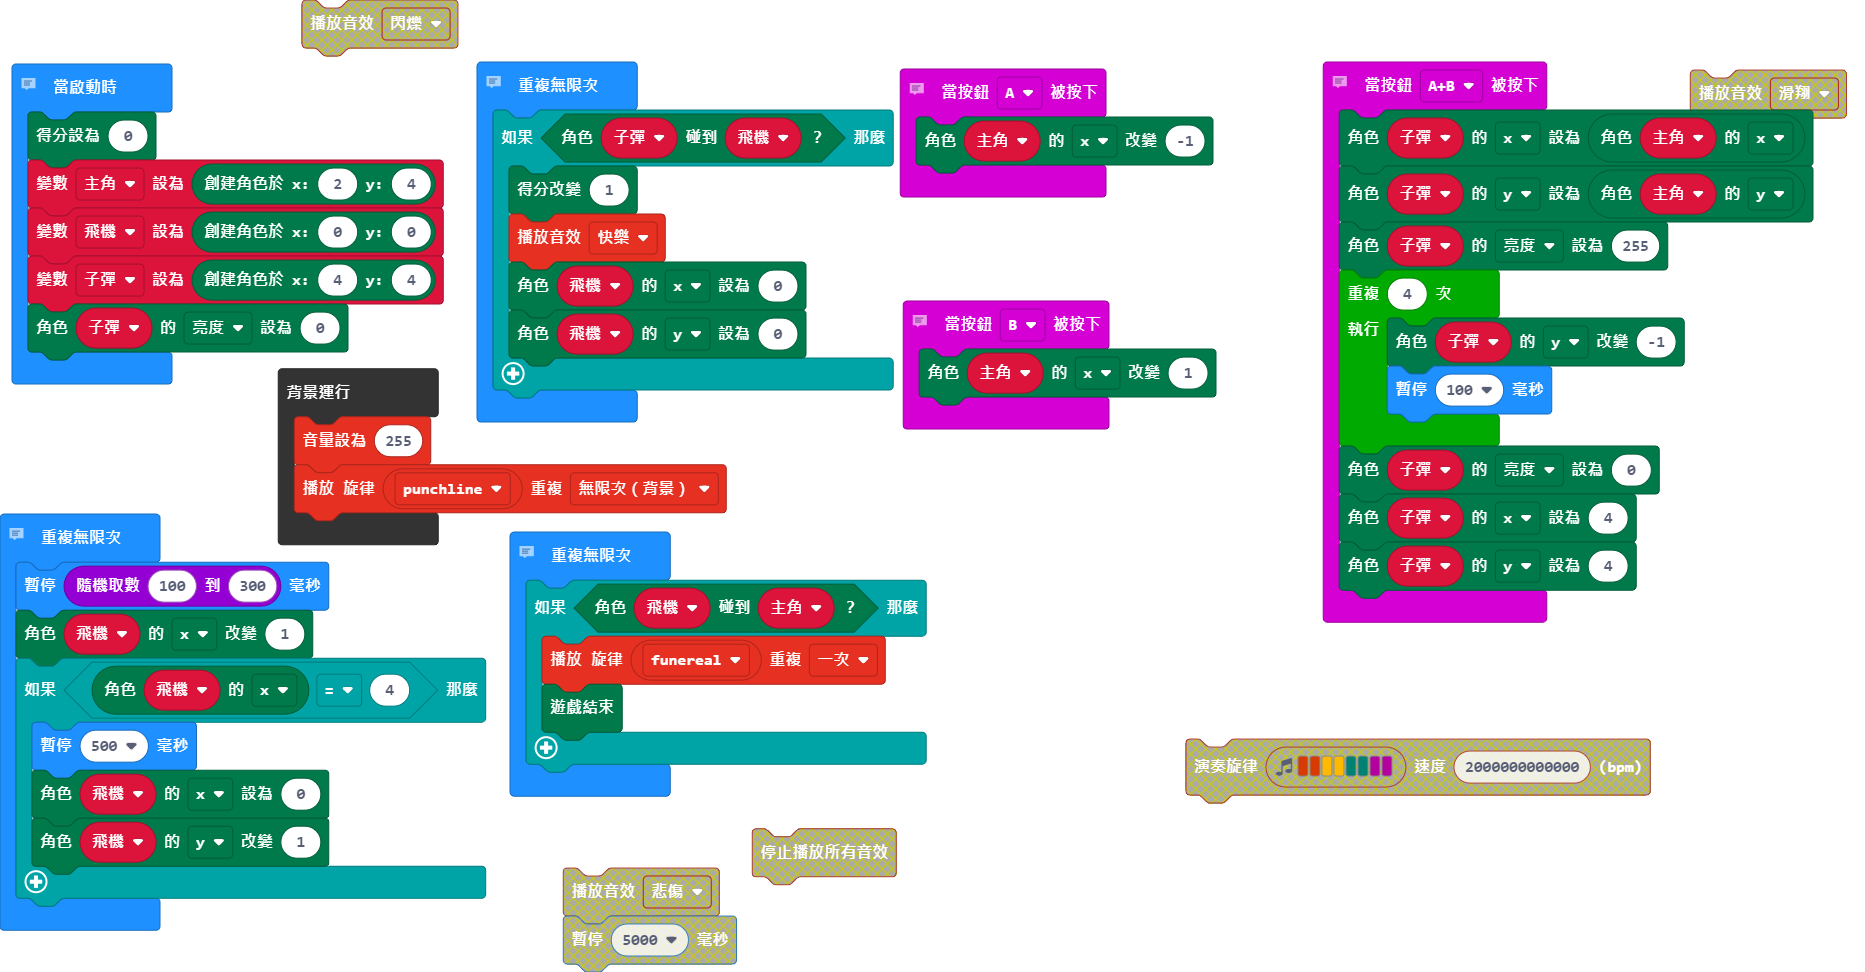 播放音效 閃爍
當啟動時
得分設為 0
變數 主角 設為 創建角色於 x: 2 y: 4
變數 飛機 設為 創建角色於 x: 0 y: 0
變數 子彈 設為 創建角色於 x: 4 y: 4
角色 子彈 的 亮度 設為 0
重複無限次
如果 角色 子彈 碰到 飛機 ? 那麼
得分改變 1
播放音效 快樂
角色 飛機 的 x 設為 0
角色 飛機 的 y 設為 0
當按鈕 A 被按下
角色 主角 的 x 改變 -1
當按鈕 B 被按下
角色 主角 的 x 改變 1
當按鈕 A+B 被按下
角色 子彈 的 x 設為 角色 主角 的 x
角色 子彈 的 y 設為 角色 主角 的 y
角色 子彈 的 亮度 設為 255
重複 4 次
執行
角色 子彈 的 y 改變 -1
暫停 100 毫秒
角色 子彈 的 亮度 設為 0
角色 子彈 的 x 設為 4
角色 子彈 的 y 設為 4
播放音效 滑翔
背景運行
音量設為 255
播放 旋律 punchline 重複 無限次（背景）
重複無限次
暫停 隨機取數 100 到 300 毫秒
角色 飛機 的 x 改變 1
如果 角色 飛機 的 x = 4 那麼
暫停 500 毫秒
角色 飛機 的 x 設為 0
角色 飛機 的 y 改變 1
重複無限次
如果 角色 飛機 碰到 主角 ? 那麼
播放 旋律 funereal 重複 一次
遊戲結束
演奏旋律 速度 2000000000000 (bpm)
停止播放所有音效
播放音效 悲傷
暫停 5000 毫秒